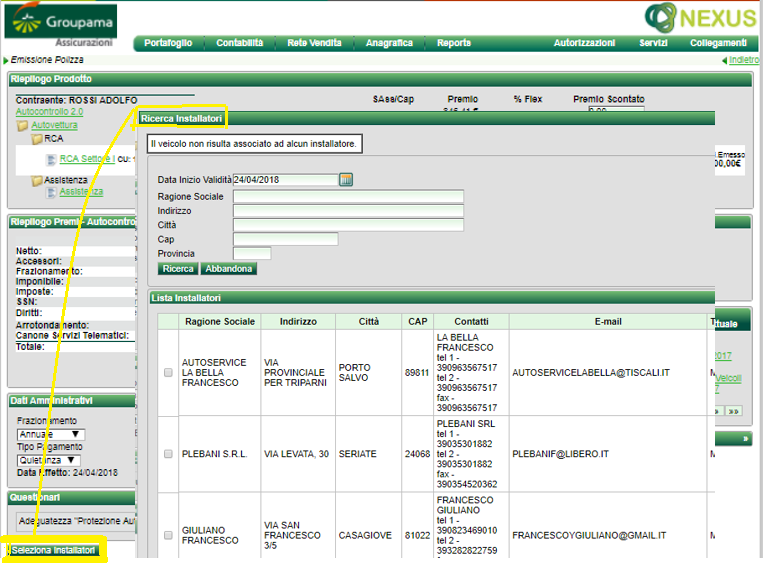 Groupama
Assicurazioni
NEXUS
Portafoglio Contabilità Rete Vendita Anagrafica Reports Autorizzazioni Servizi Collegamenti
Emissione Polizza Indietro
Riepilogo Prodotto
Contraente: ROSSI ADOLFO SAss/Cap Premio % Flex Premio Scontato
Autocontrollo 2.0
Autovettura
RCA
RCA Settore I CU: 1
Assistenza
Assistenza
Emesso
00,00€
Ricerca Installatori
Il veicolo non risulta associato ad alcun installatore.
Data Inizio Validità 24/04/2018
Ragione Sociale
Indirizzo
Città
Cap
Provincia
Ricerca Abbandona
Riepilogo Premi - Autocontro
Netto:
Accessori:
Frazionamento:
Imponibile:
Imposte:
SSN:
Diritti:
Arrotondamento:
Canone Servizi Telematici:
Totale:
Dati Amministrativi
Frazionamento
Annuale
Tipo Pagamento
Quietanza
Data Effetto: 24/04/2018
Questionari
Adeguatezza "Protezione Au
Seleziona Installatori
Lista Installatori
Ragione Sociale Indirizzo Città CAP Contatti E-mail T
AUTOSERVICE
LA BELLA
FRANCESCO
VIA
PROVINCIALE
PER TRIPARNI
PORTO
SALVO
89811
LA BELLA
FRANCESCO
tel 1 -
390963567517
tel 2 -
390963567517
fax -
390963567517
AUTOSERVICELABELLA@TISCALI.IT
PLEBANI S.R.L. VIA LEVATA, 30 SERIATE 24068
PLEBANI SRL
tel 1 -
39035301882
tel 2 -
39035301882
fax -
390354520362
PLEBANIF@LIBERO.IT
GIULIANO
FRANCESCO
VIA SAN
FRANCESCO
3/5
CASAGIOVE 81022
FRANCESCO
GIULIANO
tel 1 -
390823469010
tel 2 -
393282822759
FRANCESCOYGIULIANO@GMAIL.IT
ttuale
2017
Veicoli
7
» »»
»